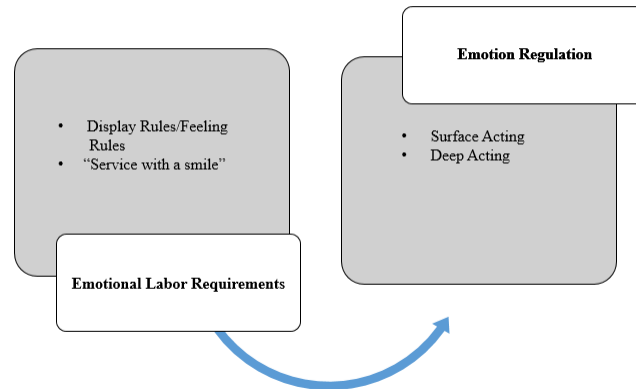 • Display Rules/Feeling
Rules
• “Service with a smile”
Emotional Labor Requirements
Emotion Regulation
• Surface Acting
• Deep Acting